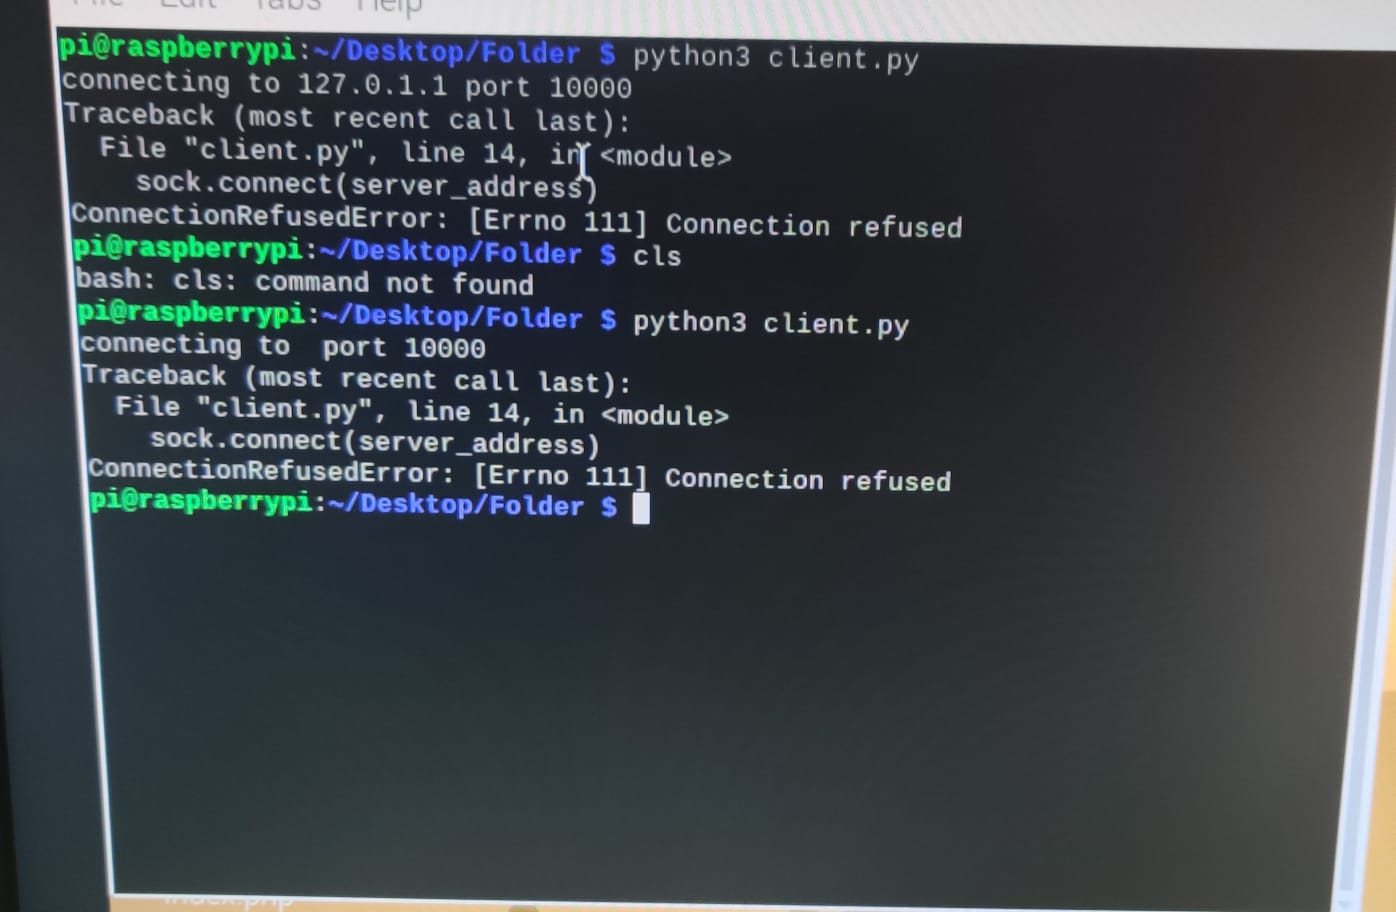 File Edit Tabs Help
pi@raspberrypi:~/Desktop/Folder $ python3 client.py
connecting to 127.0.1.1 port 10000
Traceback (most recent call last):
  File "client.py", line 14, in <module>
    sock.connect(server_address)
ConnectionRefusedError: [Errno 111] Connection refused
pi@raspberrypi:~/Desktop/Folder $ cls
bash: cls: command not found
pi@raspberrypi:~/Desktop/Folder $ python3 client.py
connecting to  port 10000
Traceback (most recent call last):
  File "client.py", line 14, in <module>
    sock.connect(server_address)
ConnectionRefusedError: [Errno 111] Connection refused
pi@raspberrypi:~/Desktop/Folder $
index.php